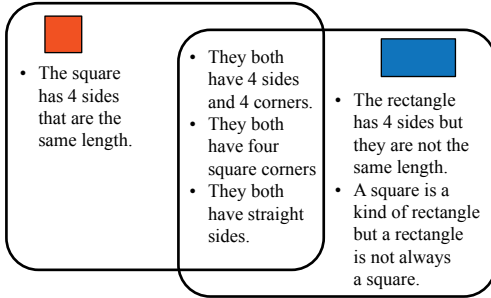 • The square
has 4 sides
that are the
same length.
• They both
have 4 sides
and 4 corners.
• They both
have four
square corners
• They both
have straight
sides.
• The rectangle
has 4 sides but
they are not the
same length.
• A square is a
kind of rectangle
but a rectangle
is not always
a square.